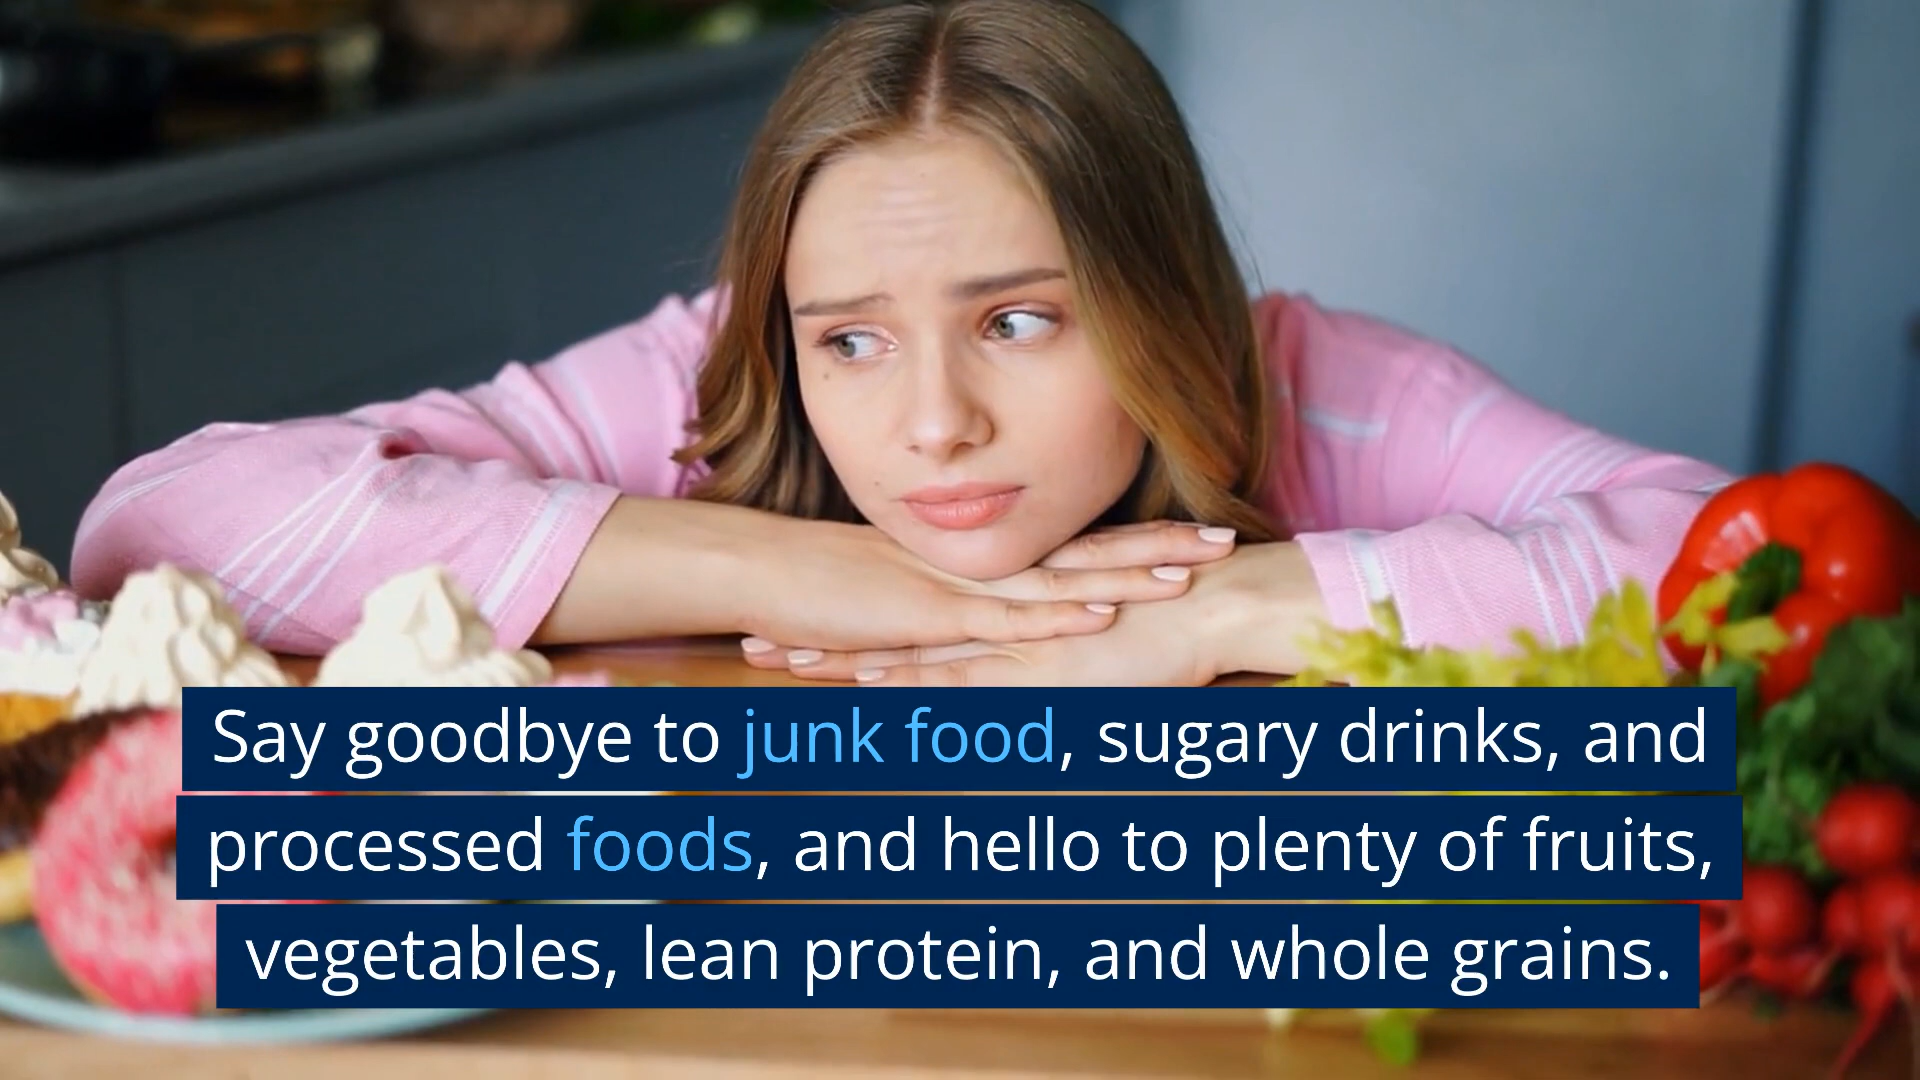 Say goodbye to junk food, sugary drinks, and
processed foods, and hello to plenty of fruits,
vegetables, lean protein, and whole grains.